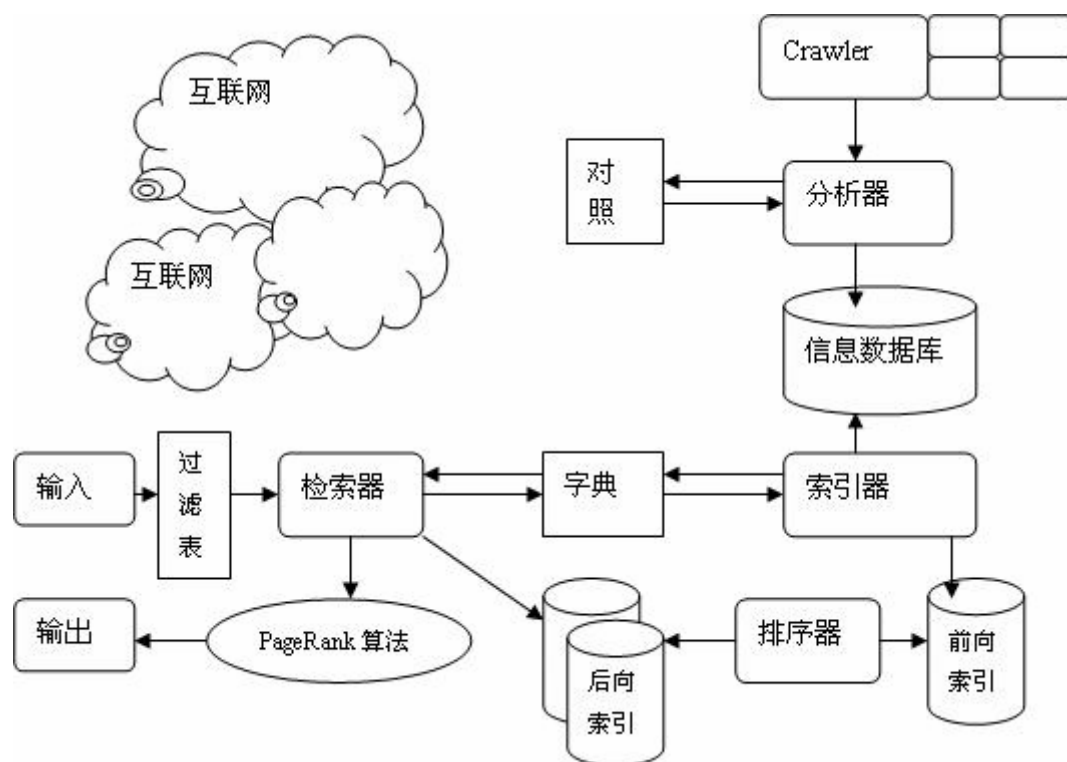 互联网
Crawler
对
照
分析器
互联网
信息数据库
输入
过
滤
表
检索器
字典
索引器
输出
PageRank 算法
后向
索引
排序器
前向
索引